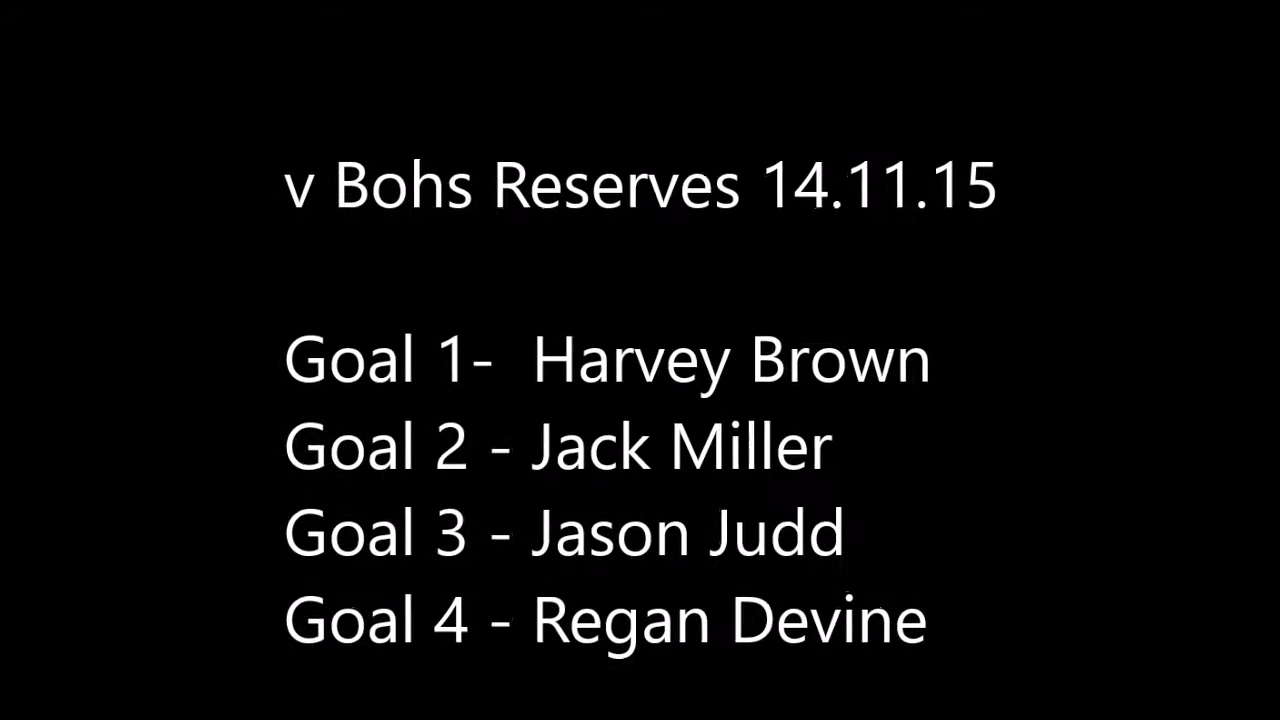 v Bohs Reserves 14.11.15
Goal 1-  Harvey Brown
Goal 2 - Jack Miller
Goal 3 - Jason Judd
Goal 4 - Regan Devine